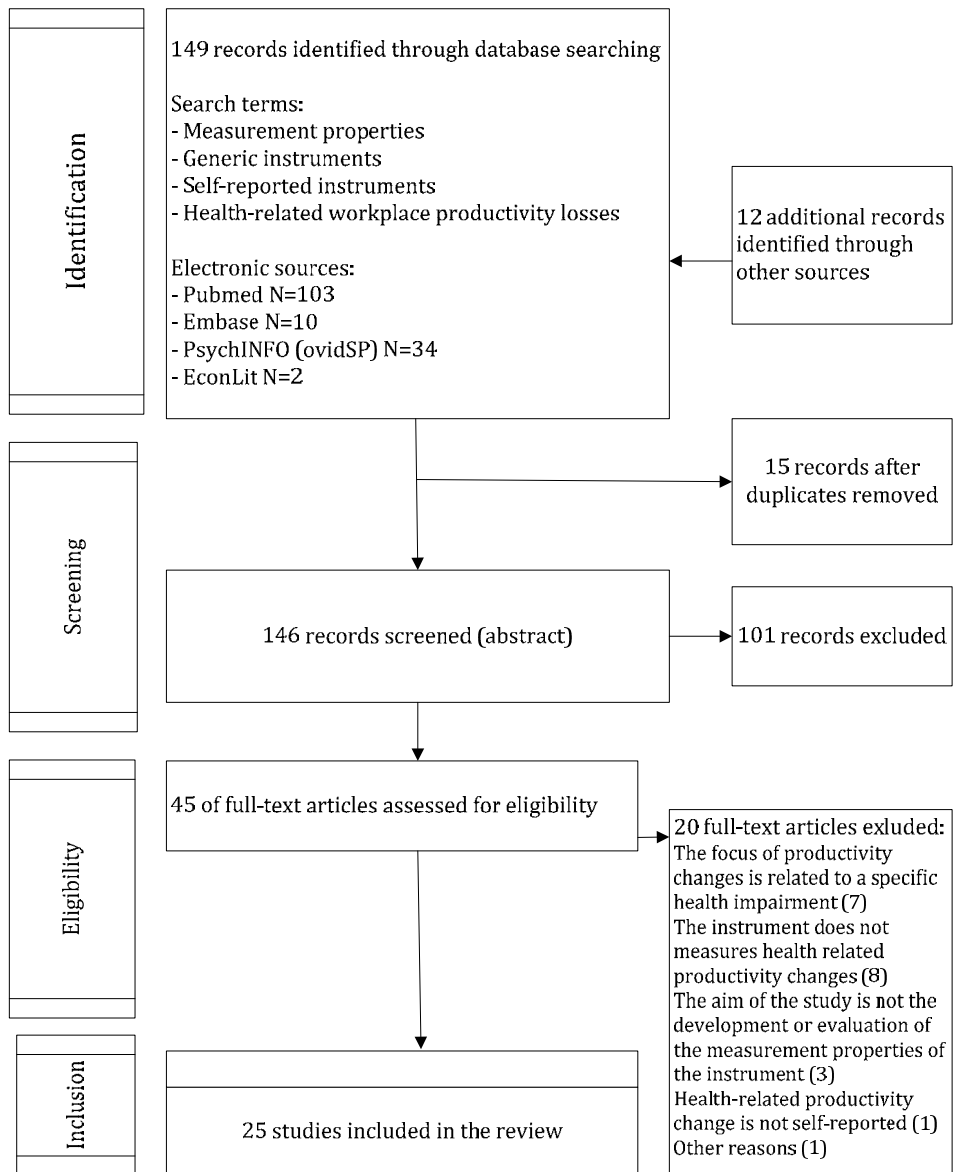 Identification
149 records identified through database searching
Search terms:
- Measurement properties
- Generic instruments
- Self-reported instruments
- Health-related workplace productivity losses
Electronic sources:
- Pubmed N=103
- Embase N=10
- PsychINFO (ovidSP) N=34
- EconLit N=2
12 additional records
identified through
other sources
Screening
15 records after
duplicates removed
146 records screened (abstract)
101 records excluded
Eligibility
45 of full-text articles assessed for eligibility
20 full-text articles exluded:
The focus of productivity
changes is related to a specific
health impairment (7)
The instrument does not
measures health related
productivity changes (8)
The aim of the study is not the
development or evaluation of
the measurement properties of
the instrument (3)
Health-related productivity
change is not self-reported (1)
Other reasons (1)
Inclusion
25 studies included in the review